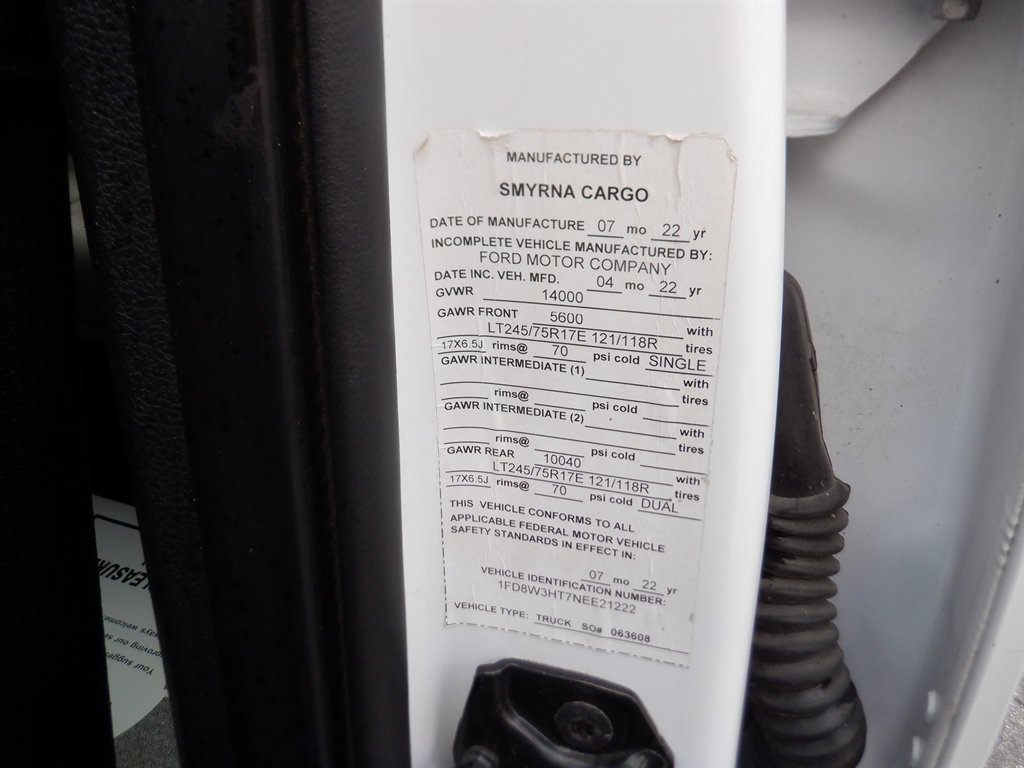 MANUFACTURED BY
SMYRNA CARGO
DATE OF MANUFACTURE 07 mo 22 yr
INCOMPLETE VEHICLE MANUFACTURED BY:
FORD MOTOR COMPANY
DATE INC. VEH. MFD. 04 mo 22 yr
GVWR 14000
GAWR FRONT 5600 with
LT245/75R17E 121/118R tires
17X6.5J rims@ 70 psi cold SINGLE
GAWR INTERMEDIATE (1) with
tires
rims@ psi cold
GAWR INTERMEDIATE (2) with
tires
rims@ psi cold
GAWR REAR 10040 with
LT245/75R17E 121/118R tires
17X6.5J rims@ 70 psi cold DUAL
THIS VEHICLE CONFORMS TO ALL
APPLICABLE FEDERAL MOTOR VEHICLE
SAFETY STANDARDS IN EFFECT IN:
07 mo 22 yr
VEHICLE IDENTIFICATION NUMBER:
1FD8W3HT7NEE21222
VEHICLE TYPE: TRUCK SO# 063608